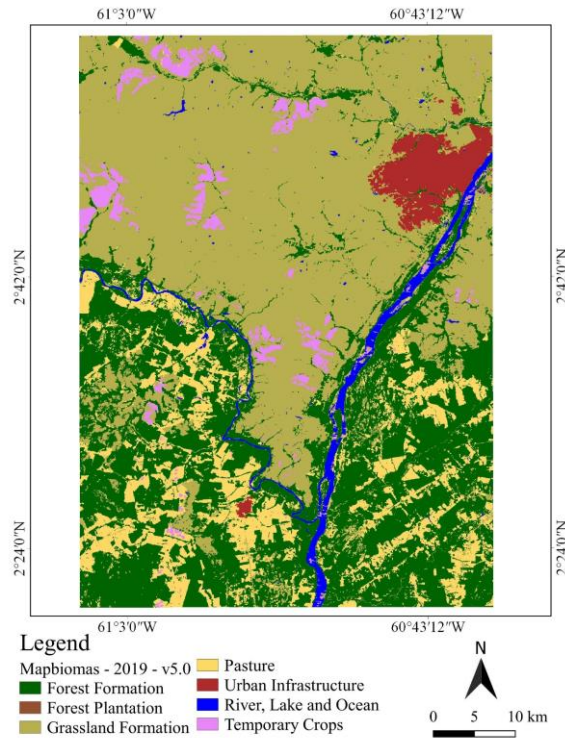 61°3'0"W 60°43'12"W
2°42'0"N 2°42'0"N
2°24'0"N 2°24'0"N
61°3'0"W 60°43'12"W
Legend
Mapbiomas - 2019 - v5.0
Forest Formation
Forest Plantation
Grassland Formation
Pasture
Urban Infrastructure
River, Lake and Ocean
Temporary Crops
N
0 5 10 km